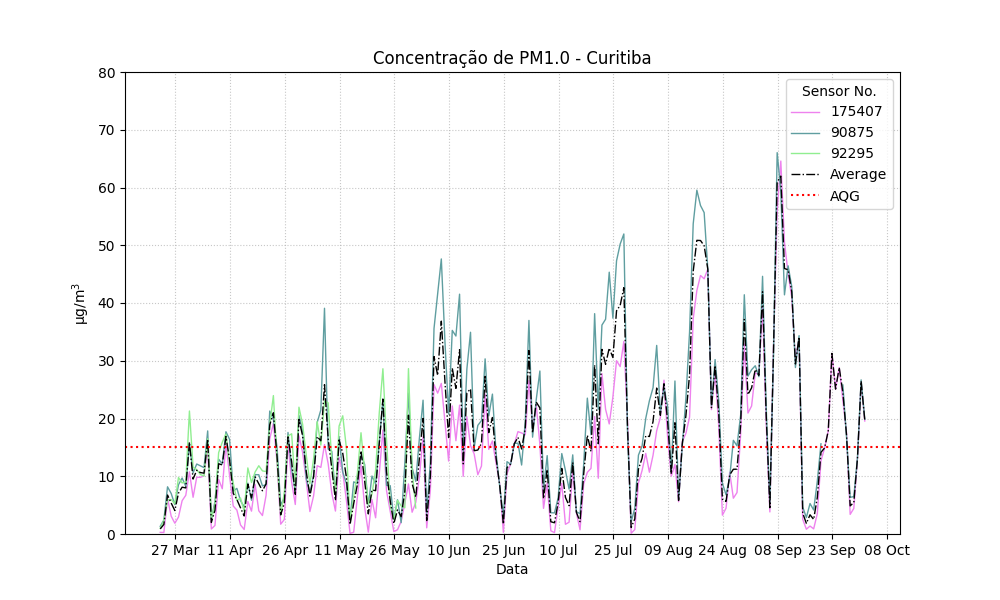 Concentração de PM1.0 - Curitiba
80
70
60
50
40
30
20
10
0
µg/m³
Sensor No.
175407
90875
92295
Average
AQG
27 Mar 11 Apr 26 Apr 11 May 26 May 10 Jun 25 Jun 10 Jul 25 Jul 09 Aug 24 Aug 08 Sep 23 Sep 08 Oct
Data